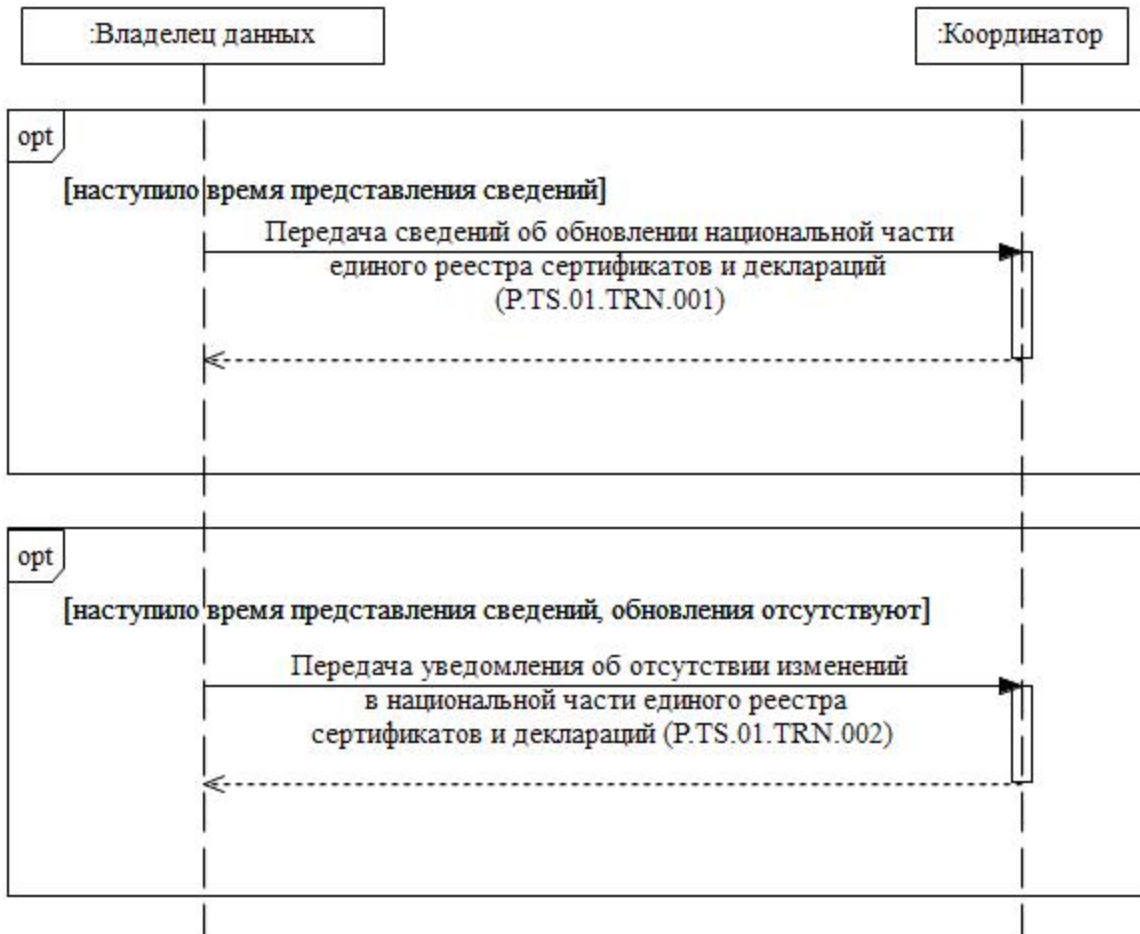 :Владелец данных
:Координатор
opt
[наступило время представления сведений]
Передача сведений об обновлении национальной части
единого реестра сертификатов и деклараций
(P.TS.01.TRN.001)
opt
[наступило время представления сведений, обновления отсутствуют]
Передача уведомления об отсутствии изменений
в национальной части единого реестра
сертификатов и деклараций (P.TS.01.TRN.002)